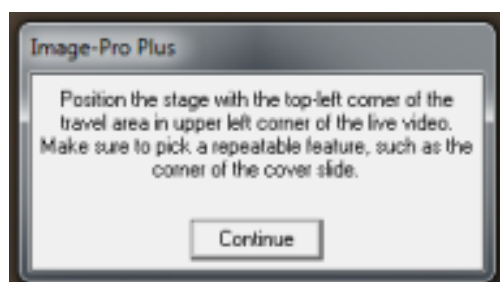 Image-Pro Plus
Position the stage with the top-left corner of the
travel area in upper left corner of the live video.
Make sure to pick a repeatable feature, such as the
corner of the cover slide.
Continue